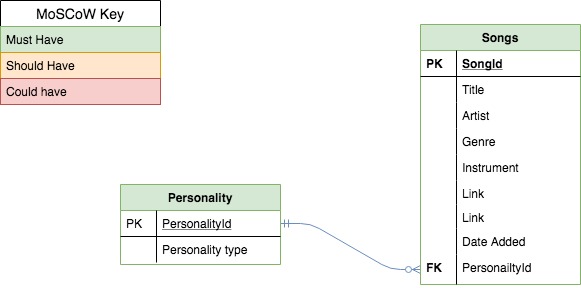 MoSCoW Key
Must Have
Should Have
Could have
Songs
PK SongId
Title
Artist
Genre
Instrument
Link
Link
Date Added
FK PersonailtyId
Personality
PK PersonalityId
Personality type